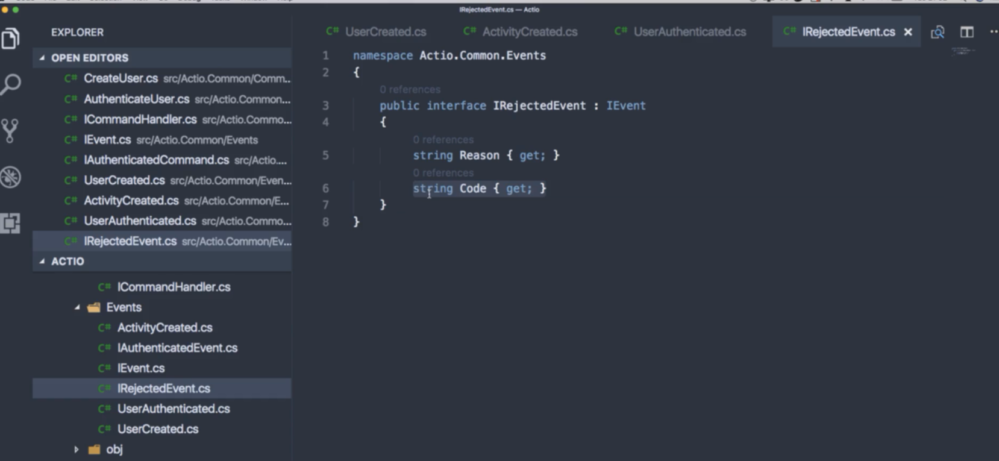 IRejectedEvent.cs — Actio
EXPLORER
OPEN EDITORS
C# CreateUser.cs src/Actio.Common/Comm...
C# AuthenticateUser.cs src/Actio.Common...
C# ICommandHandler.cs src/Actio.Commo...
C# IEvent.cs src/Actio.Common/Events
C# IAuthenticatedCommand.cs src/Actio....
C# UserCreated.cs src/Actio.Common/Even...
C# ActivityCreated.cs src/Actio.Common/E...
C# UserAuthenticated.cs src/Actio.Commo...
C# IRejectedEvent.cs src/Actio.Common/Ev...
ACTIO
C# ICommandHandler.cs
Events
C# ActivityCreated.cs
C# IAuthenticatedEvent.cs
C# IEvent.cs
C# IRejectedEvent.cs
C# UserAuthenticated.cs
C# UserCreated.cs
obj
C# UserCreated.cs C# ActivityCreated.cs C# UserAuthenticated.cs C# IRejectedEvent.cs
1 namespace Actio.Common.Events
2 {
0 references
3 public interface IRejectedEvent : IEvent
4 {
0 references
5 string Reason { get; }
0 references
6 string Code { get; }
7 }
8 }